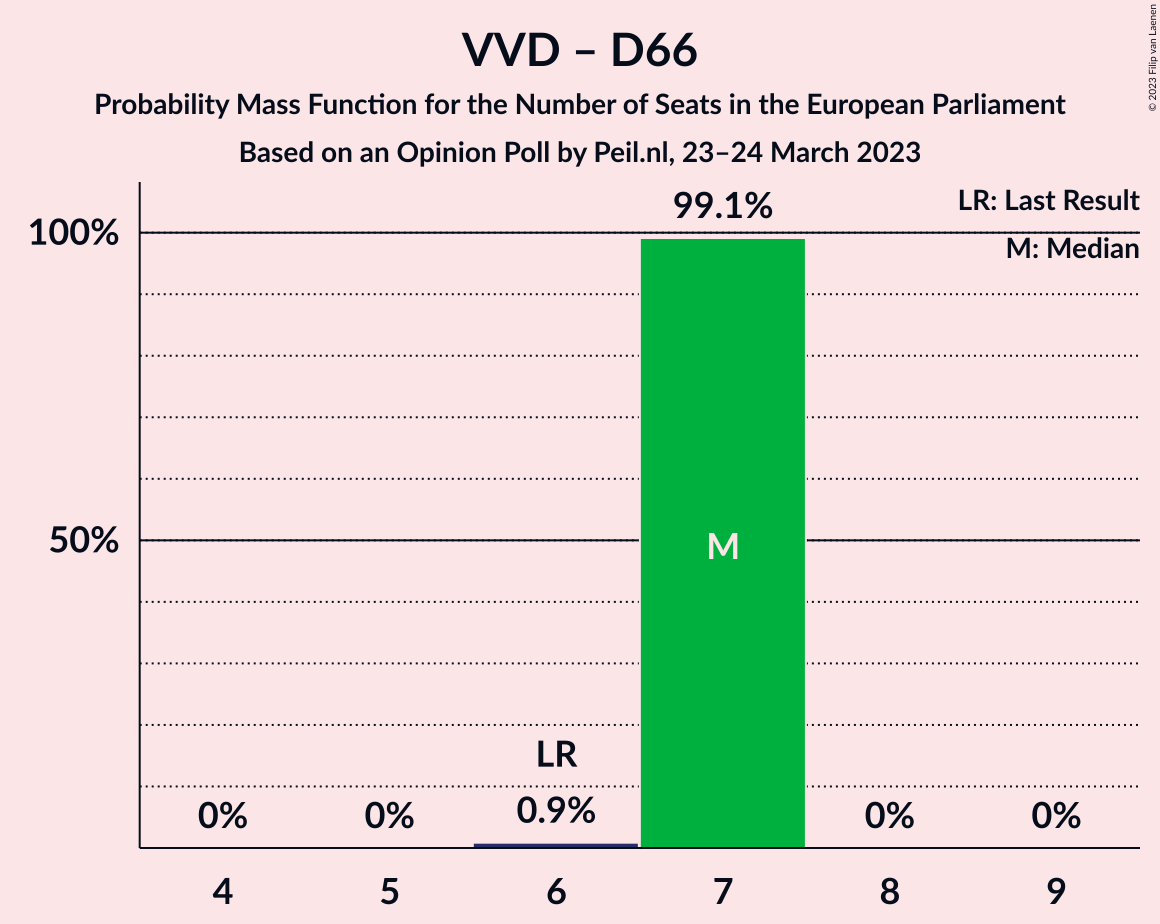 VVD – D66
Probability Mass Function for the Number of Seats in the European Parliament
Based on an Opinion Poll by Peil.nl, 23–24 March 2023
© 2023 Filip van Laenen
LR: Last Result
M: Median
99.1%
100%
50%
M
LR
0%
0%
0.9%
0%
0%
4
5
6
7
8
9